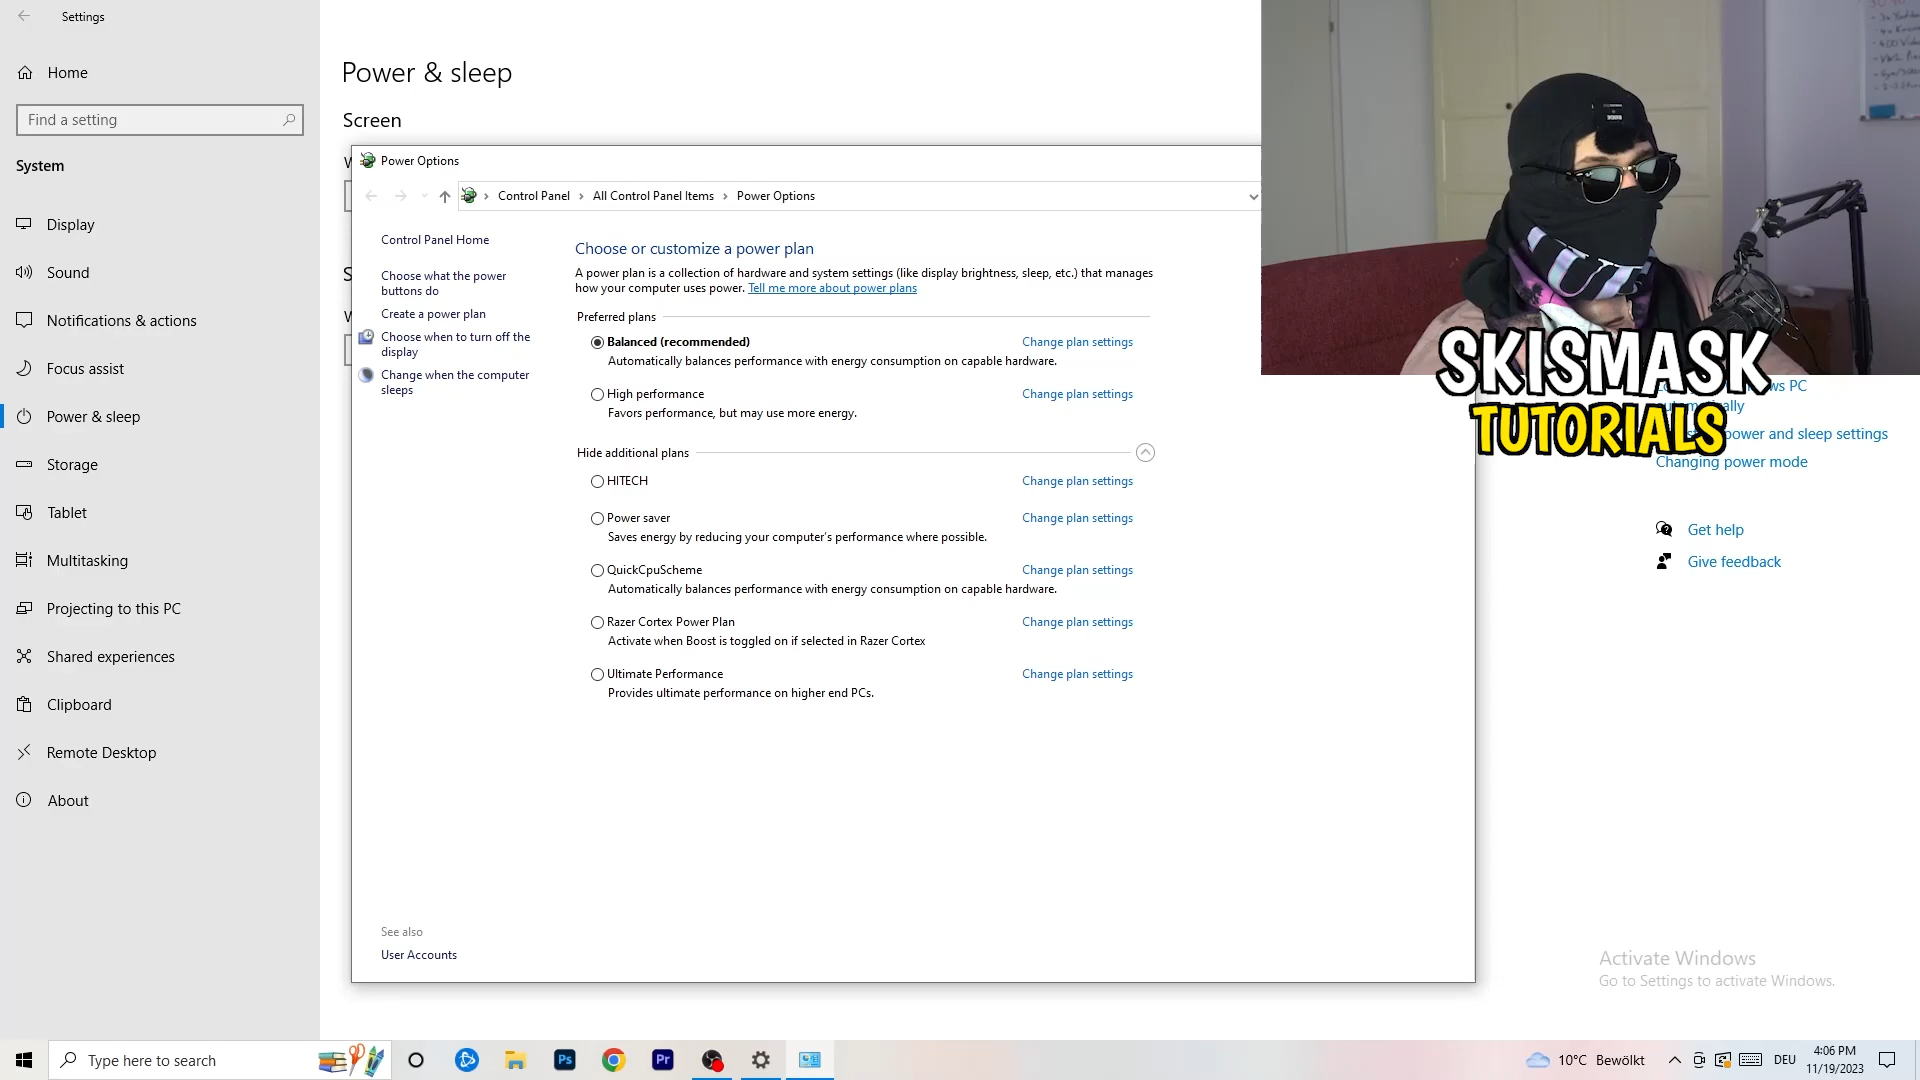 Settings
Home
Find a setting
System
Display
Sound
Notifications & actions
Focus assist
Power & sleep
Storage
Tablet
Multitasking
Projecting to this PC
Shared experiences
Clipboard
Remote Desktop
About
Power & sleep
Screen
Power Options
Control Panel
All Control Panel Items
Power Options
Control Panel Home
Choose what the power
buttons do
Create a power plan
Choose when to turn off the
display
Change when the computer
sleeps
See also
User Accounts
Choose or customize a power plan
A power plan is a collection of hardware and system settings (like display brightness, sleep, etc.) that manages
how your computer uses power. Tell me more about power plans
Preferred plans
Balanced (recommended) Change plan settings
Automatically balances performance with energy consumption on capable hardware.
High performance Change plan settings
Favors performance, but may use more energy.
Hide additional plans
HITECH Change plan settings
Power saver Change plan settings
Saves energy by reducing your computer's performance where possible.
QuickCpuScheme Change plan settings
Automatically balances performance with energy consumption on capable hardware.
Razer Cortex Power Plan Change plan settings
Activate when Boost is toggled on if selected in Razer Cortex
Ultimate Performance Change plan settings
Provides ultimate performance on higher end PCs.
SKISMASK
TUTORIALS
PC
power and sleep settings
Changing power mode
Get help
Give feedback
Activate Windows
Go to Settings to activate Windows.
Type here to search
Ps
Pr
10°C Bewölkt
DEU
4:06 PM
11/19/2023